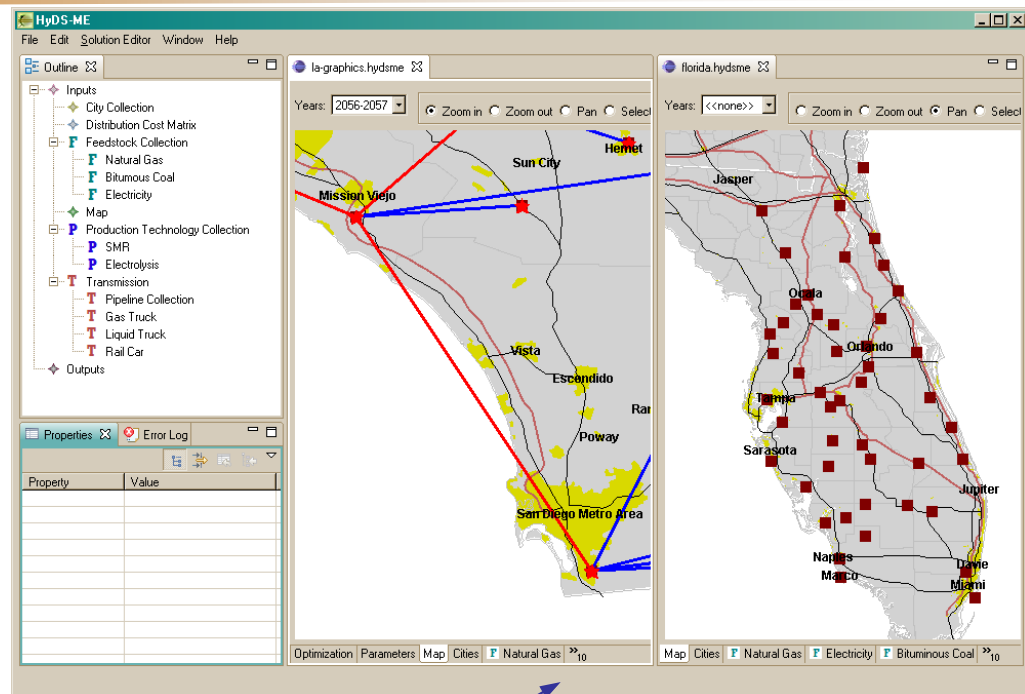 HyDS-ME
File Edit Solution Editor Window Help
Outline
Inputs
City Collection
Distribution Cost Matrix
F Feedstock Collection
F Natural Gas
F Bitumous Coal
F Electricity
Map
P Production Technology Collection
P SMR
P Electrolysis
T Transmission
T Pipeline Collection
T Gas Truck
T Liquid Truck
T Rail Car
Outputs
Properties Error Log
Property Value
la-graphics.hydsme
Years: 2056-2057 Zoom in Zoom out Pan Selec
Hemet
Sun City
Mission Viejo
Vista
Escondido
Rar
Poway
San Diego Metro Area
Optimization Parameters Map Cities F Natural Gas »10
florida.hydsme
Years: <<none>> Zoom in Zoom out Pan Selec
Jasper
Ocala
Orlando
Tampa
Sarasota
Jupiter
Naples
Davie
Marco
Miami
Map Cities F Natural Gas F Electricity F Bituminous Coal »10